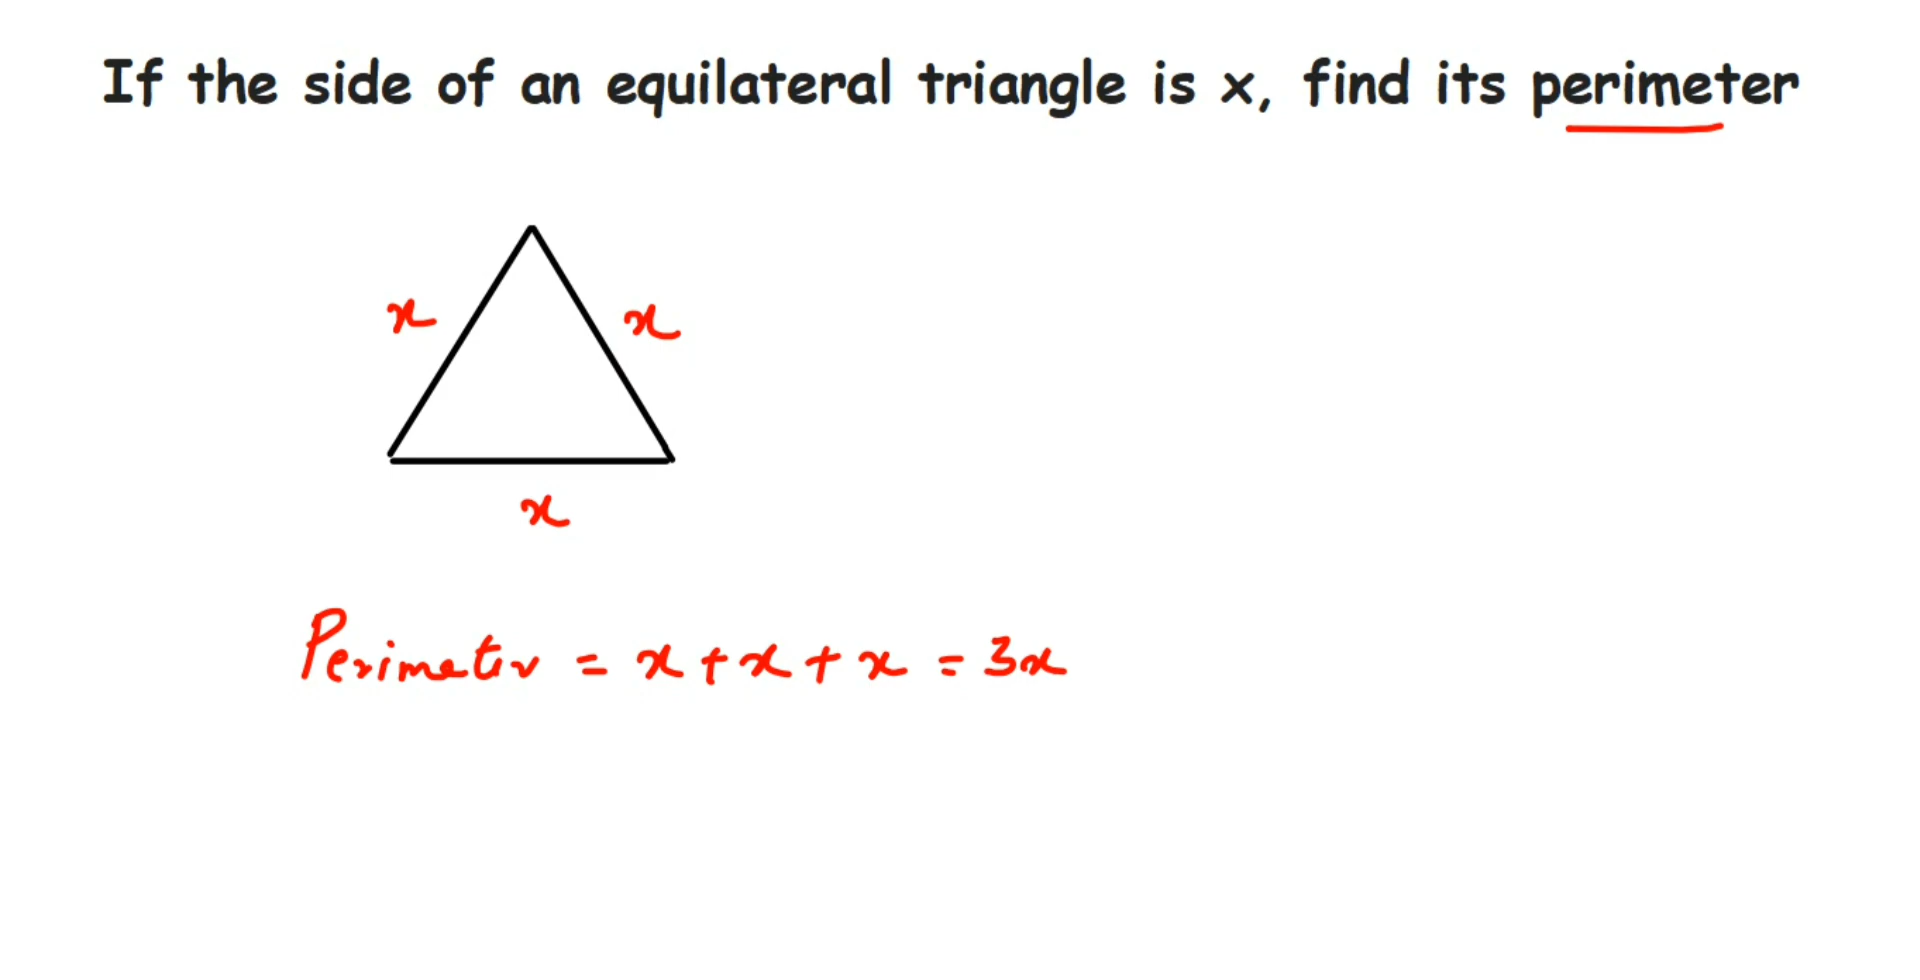 If the side of an equilateral triangle is x, find its perimeter
x
x
x
Perimeter = x + x + x = 3x